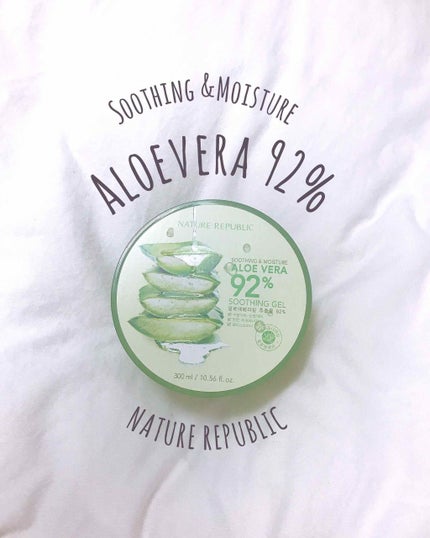 SOOTHING & MOISTURE
ALOEVERA 92%
NATURE REPUBLIC
SOOTHING & MOISTURE
ALOE VERA
92%
SOOTHING GEL
300 ml / 10.56 fl. oz.
NATURE REPUBLIC